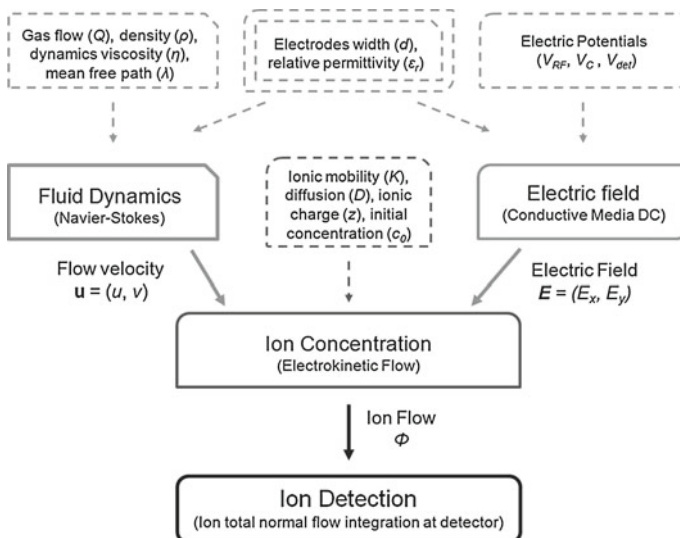 Gas flow (Q), density (ρ),
dynamics viscosity (η),
mean free path (λ)
Electrodes width (d),
relative permittivity (εr)
Electric Potentials
(VRF, VC , Vdet)
Fluid Dynamics
(Navier-Stokes)
Ionic mobility (K),
diffusion (D), ionic
charge (z), initial
concentration (c0)
Electric field
(Conductive Media DC)
Flow velocity
u = (u, v)
Electric Field
E = (Ex, Ey)
Ion Concentration
(Electrokinetic Flow)
Ion Flow
Φ
Ion Detection
(Ion total normal flow integration at detector)